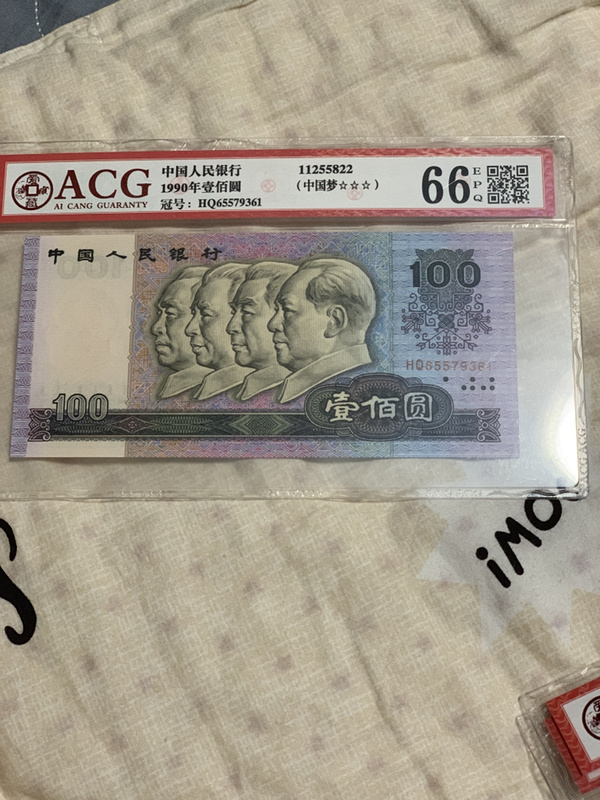 ACG
AI CANG GUARANTY
中国人民银行
1990年壹佰圆
冠号：HQ65579361
11255822
（中国梦☆☆☆）
66
EPQ
中国人民银行
100
HQ65579361
100
壹佰圆
iMO